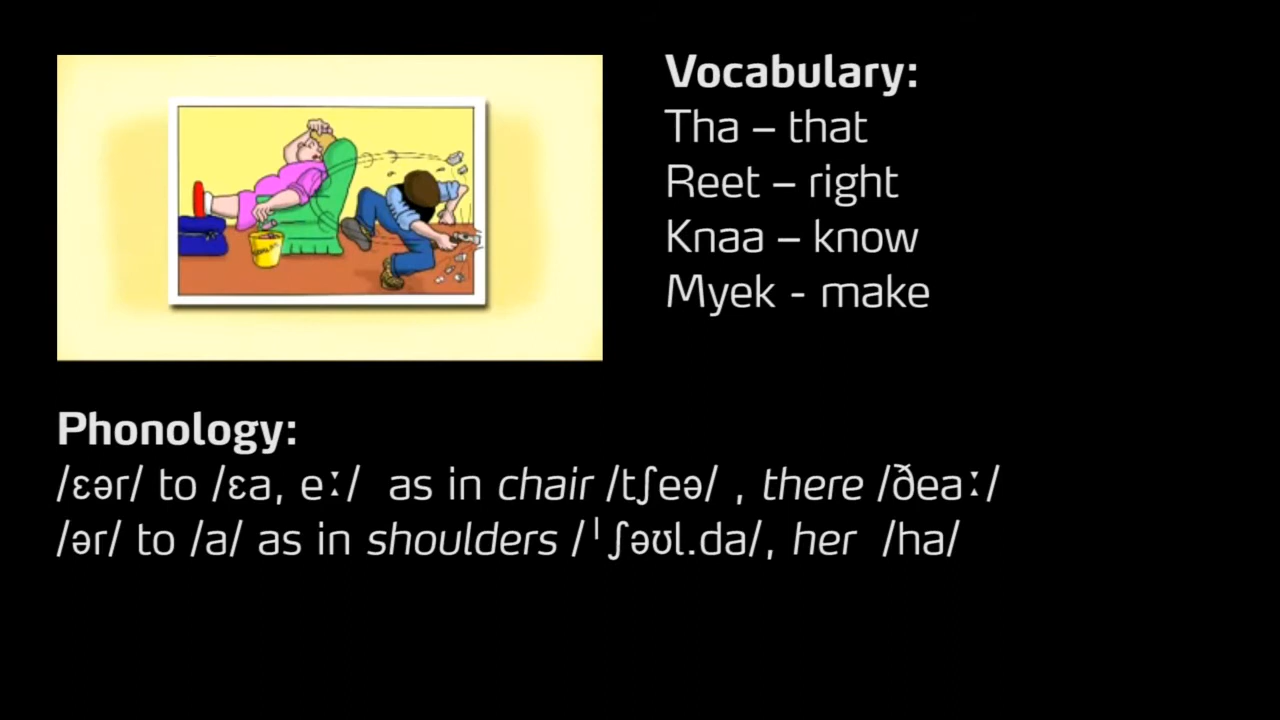 Vocabulary:
Tha – that
Reet – right
Knaa – know
Myek - make
Phonology:
/ɛər/ to /ɛa, eː/ as in chair /tʃeə/ , there /ðeaː/
/ər/ to /a/ as in shoulders /ˈʃəʊl.da/, her /ha/